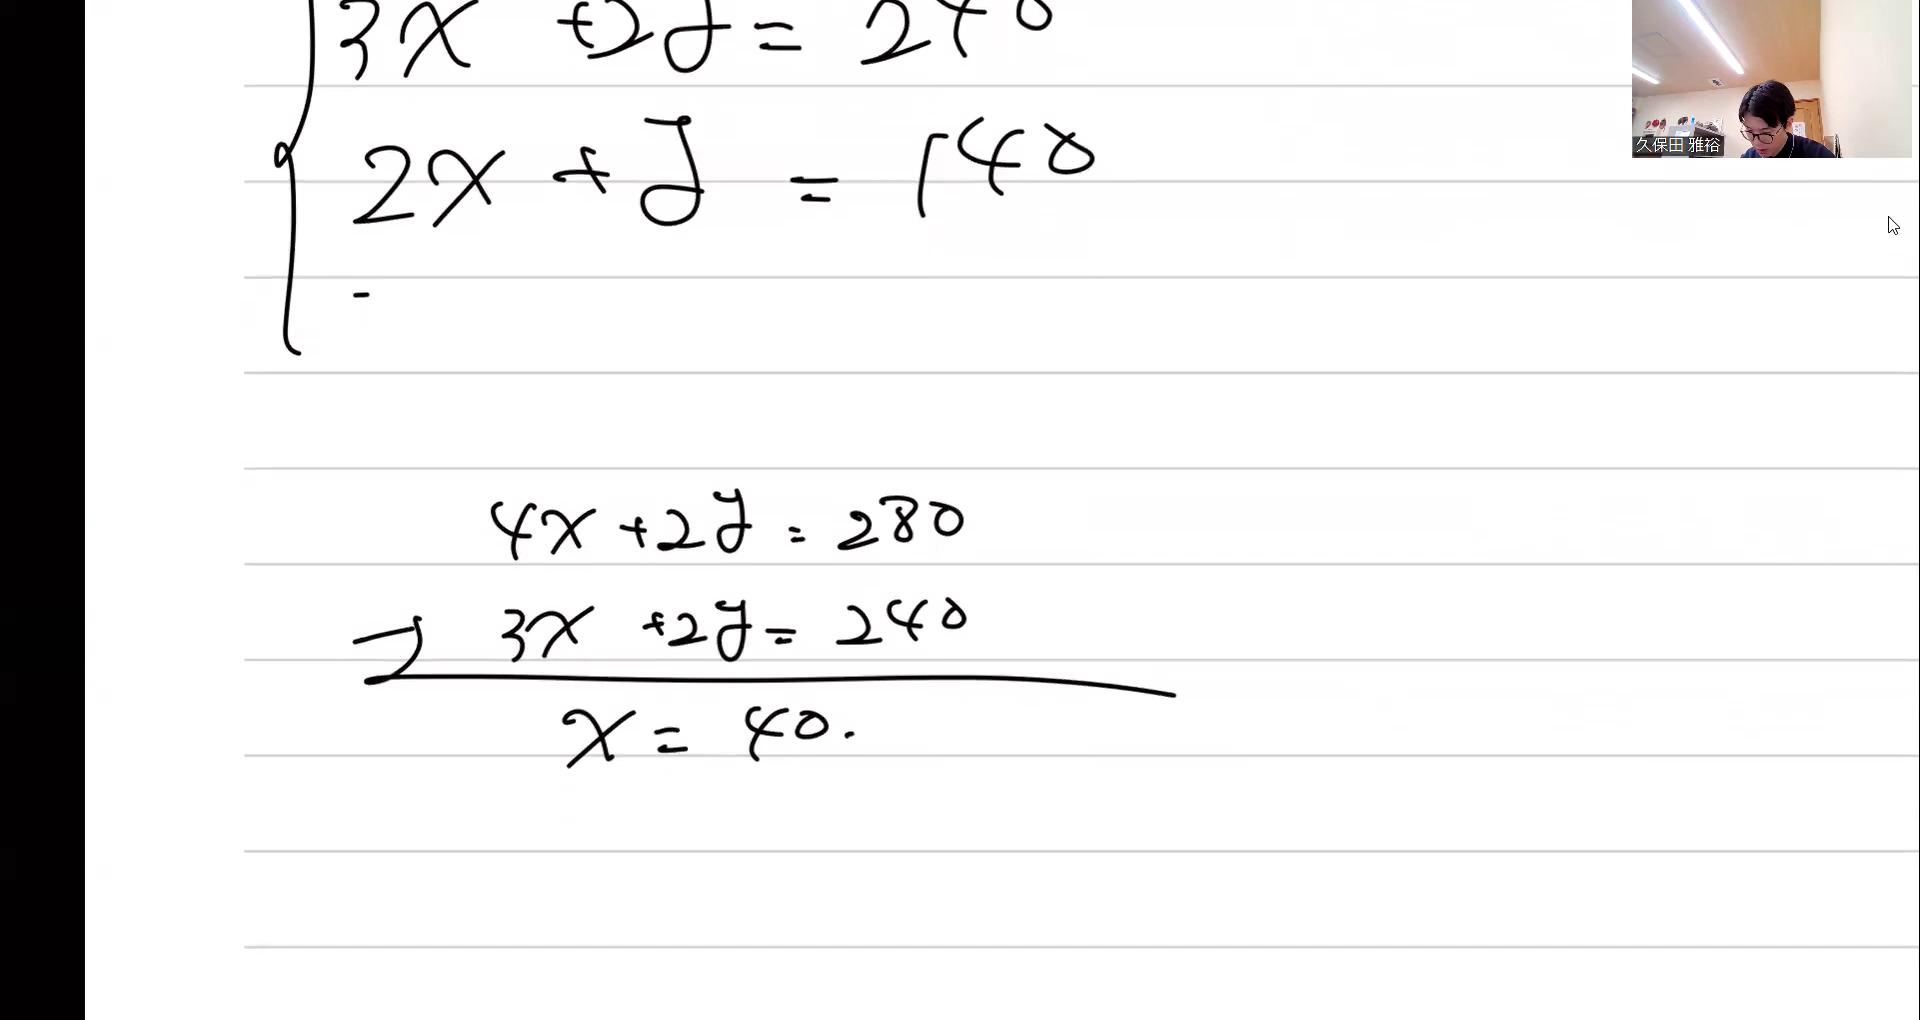 3x +2y = 240
久保田 雅裕
2x + y = 140
-
4x +2y = 280
-) 3x +2y = 240
x = 40.